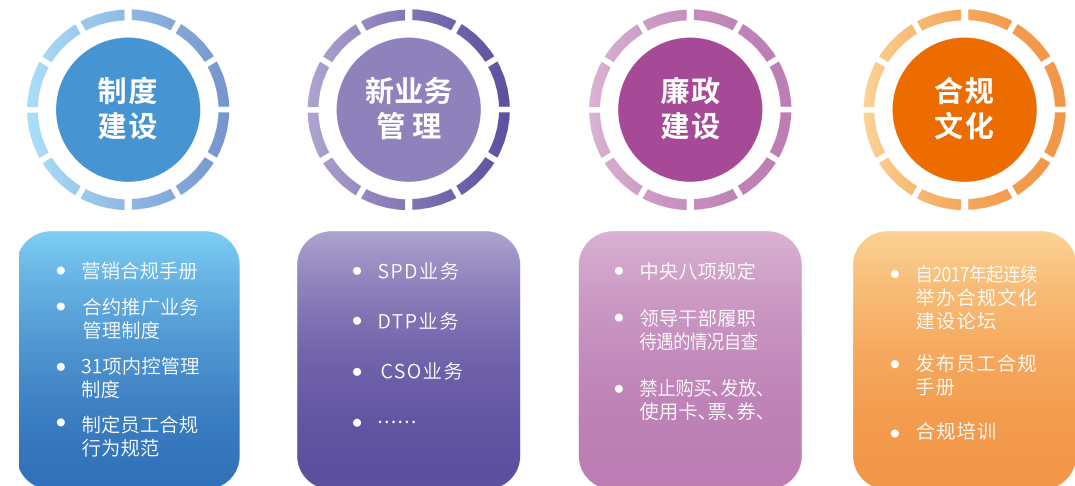 制度
建设
新业务
管理
廉政
建设
合规
文化
营销合规手册
合约推广业务
管理制度
31项内控管理
制度
制定员工合规
行为规范
SPD业务
DTP业务
CSO业务
……
中央八项规定
领导干部履职
待遇的情况自查
禁止购买、发放、
使用卡、票、券、
自2017年起连续
举办合规文化
建设论坛
发布员工合规
手册
合规培训